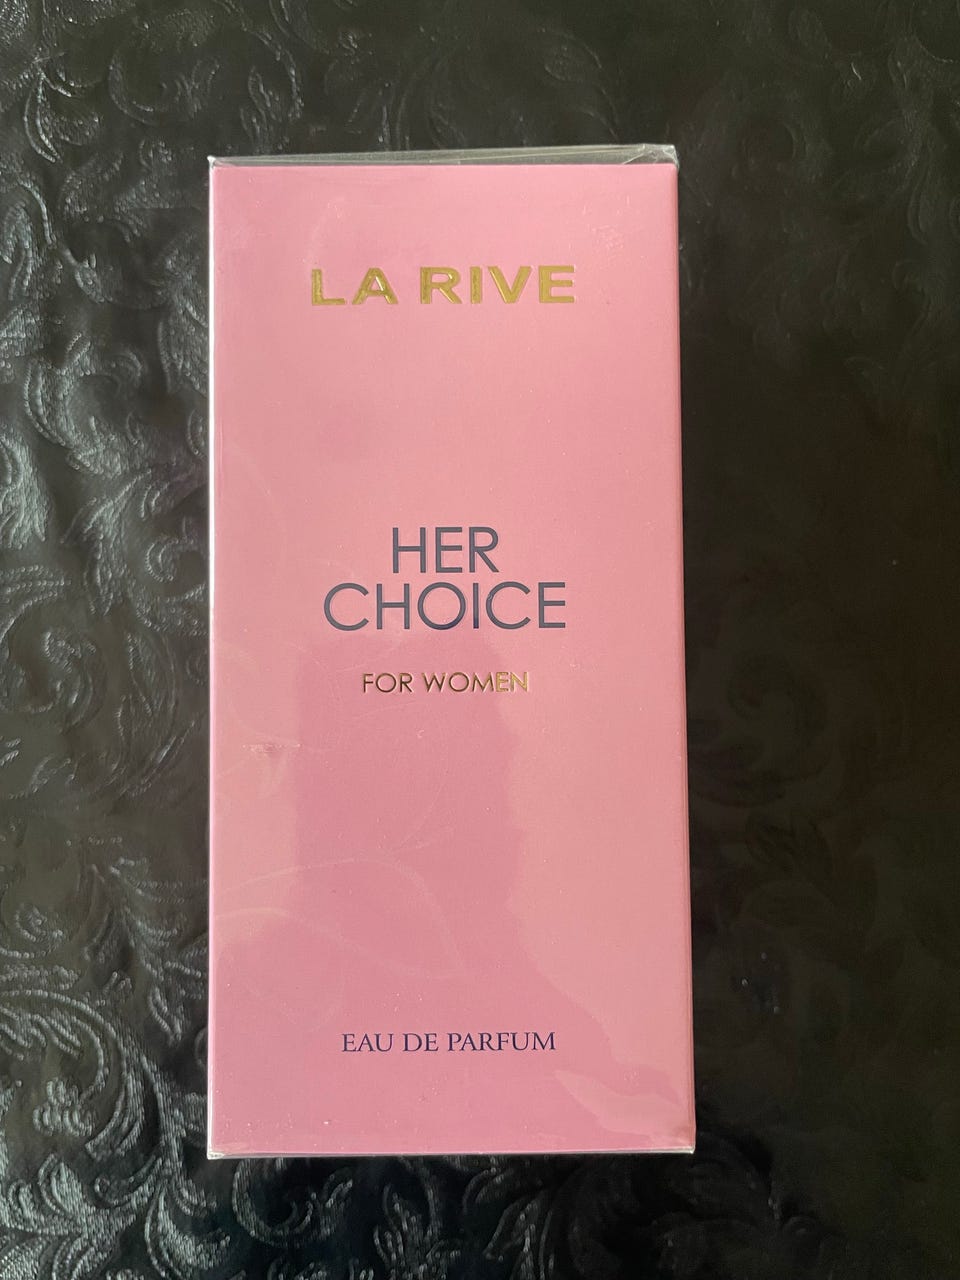 LA RIVE
HER
CHOICE
FOR WOMEN
EAU DE PARFUM